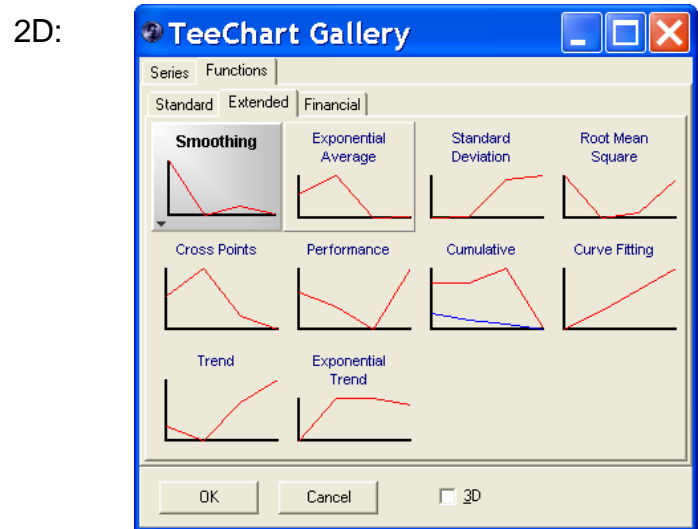 2D:
TeeChart Gallery
Series Functions
Standard Extended Financial
Smoothing
Exponential
Average
Standard
Deviation
Root Mean
Square
Cross Points
Performance
Cumulative
Curve Fitting
Trend
Exponential
Trend
OK
Cancel
3D